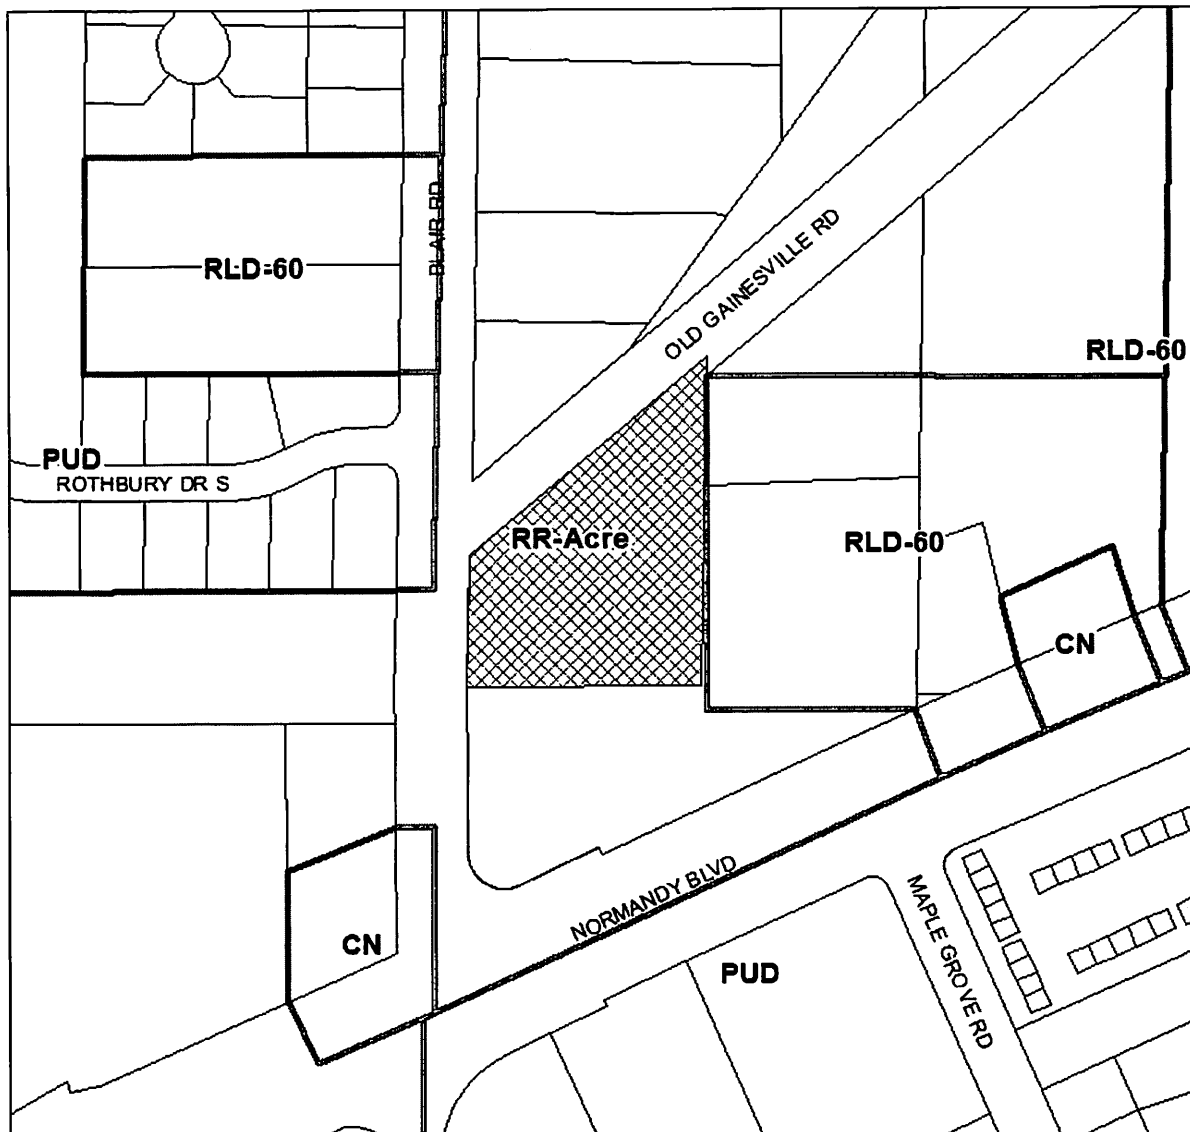 BLAIR RD
RLD-60
OLD GAINESVILLE RD
RLD-60
PUD
ROTHBURY DR S
RR-Acre
RLD-60
CN
NORMANDY BLVD
MAPLE GROVE RD
CN
PUD